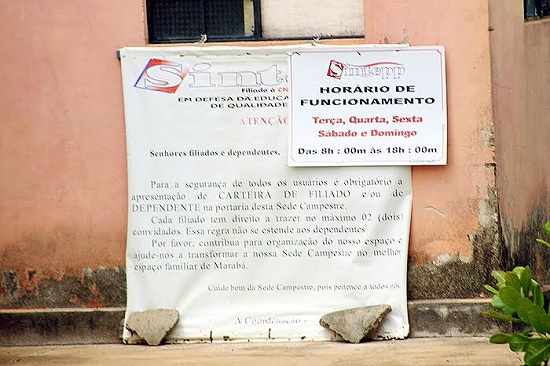 Sinte
Filiado à CN
EM DEFESA DA EDUCA
DE QUALIDADE
ATENÇÃ
Senhores filiados e dependentes,
Para a segurança de todos os usuários é obrigatório a
apresentação de CARTEIRA DE FILIADO e/ou de
DEPENDENTE na portaria desta Sede Campestre.
Cada filiado tem direito a trazer no máximo 02 (dois)
convidados. Essa regra não se estende aos dependentes
Por favor, contribua para organização do nosso espaço e
ajude-nos a transformar a nossa Sede Campestre no melhor
espaço familiar de Marabá.
Cuide bem da Sede Campestre, pois pertence a todos nós.
A Coordenação
Sintepp
HORÁRIO DE
FUNCIONAMENTO
Terça, Quarta, Sexta
Sábado e Domingo
Das 8h : 00m às 18h : 00m